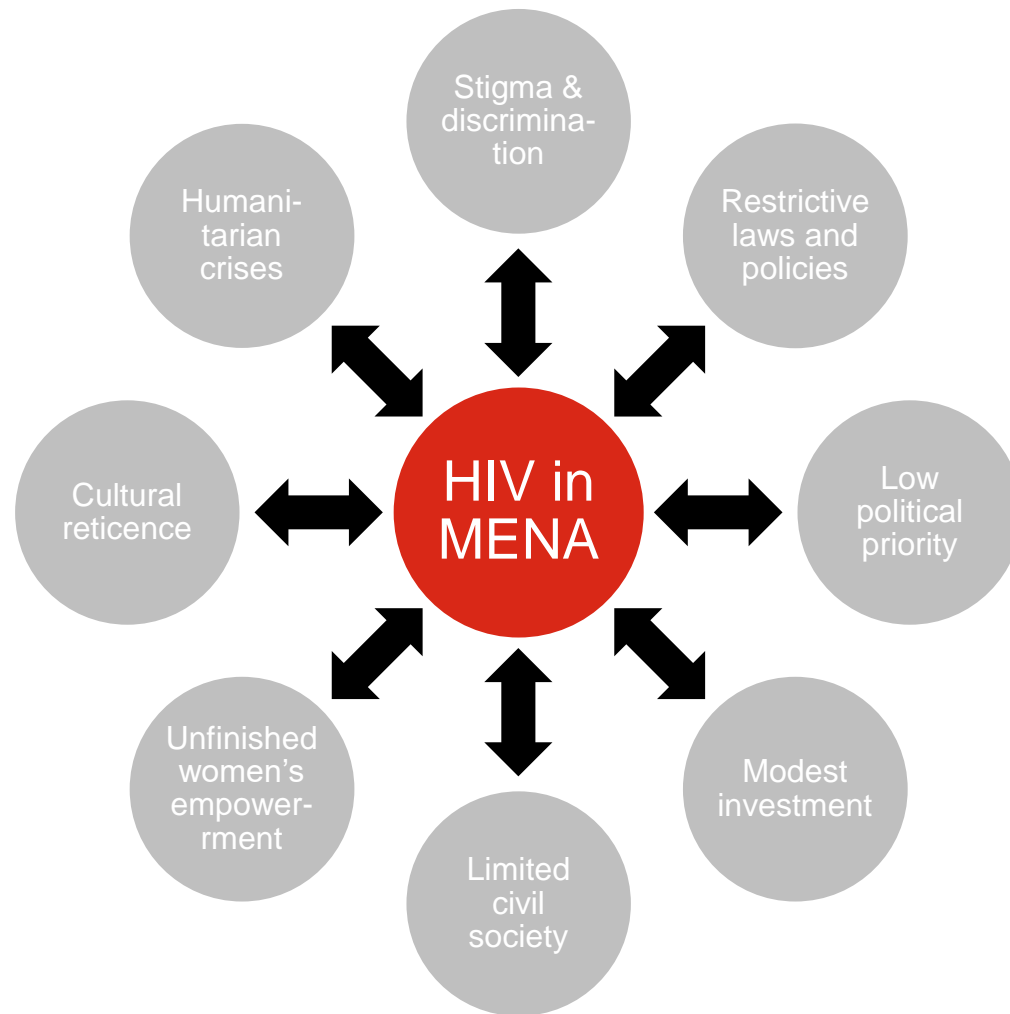 Stigma &
discrimina-
tion
Humani-
tarian
crises
Restrictive
laws and
policies
Cultural
reticence
HIV in
MENA
Low
political
priority
Unfinished
women’s
empower-
rment
Modest
investment
Limited
civil
society